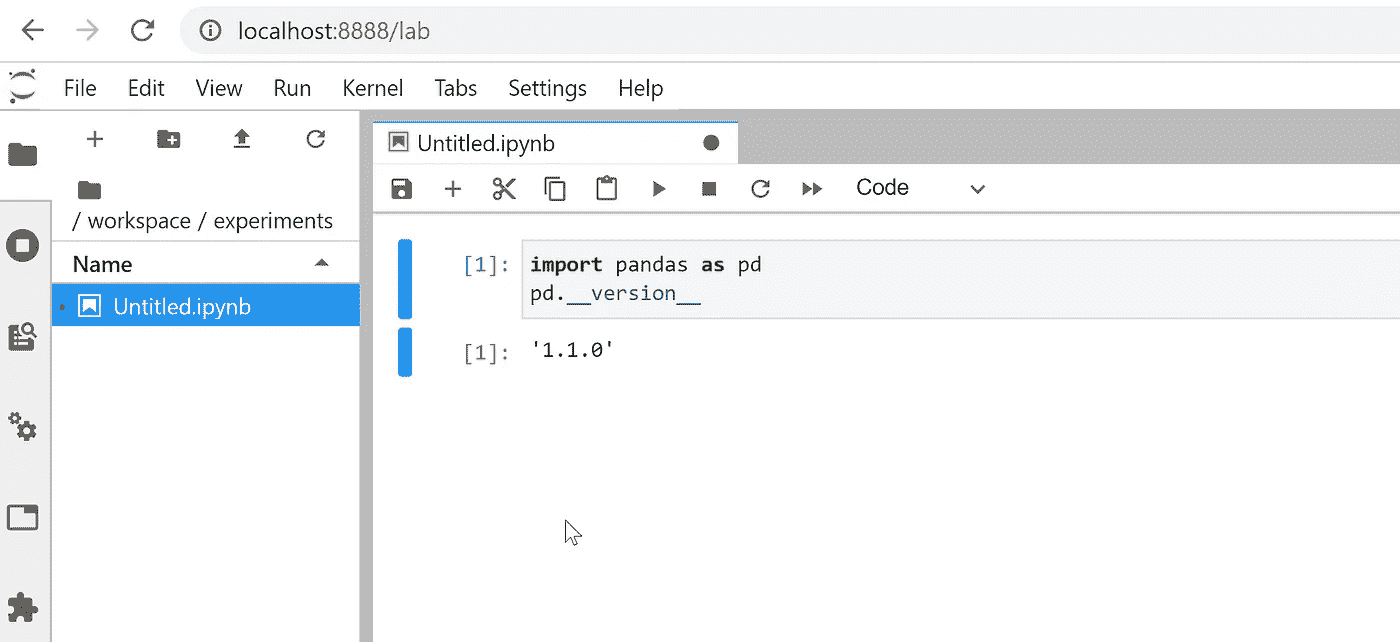 localhost:8888/lab
File Edit View Run Kernel Tabs Settings Help
Untitled.ipynb
Code
/ workspace / experiments
Name
Untitled.ipynb
[1]: import pandas as pd
pd.__version__
[1]: '1.1.0'